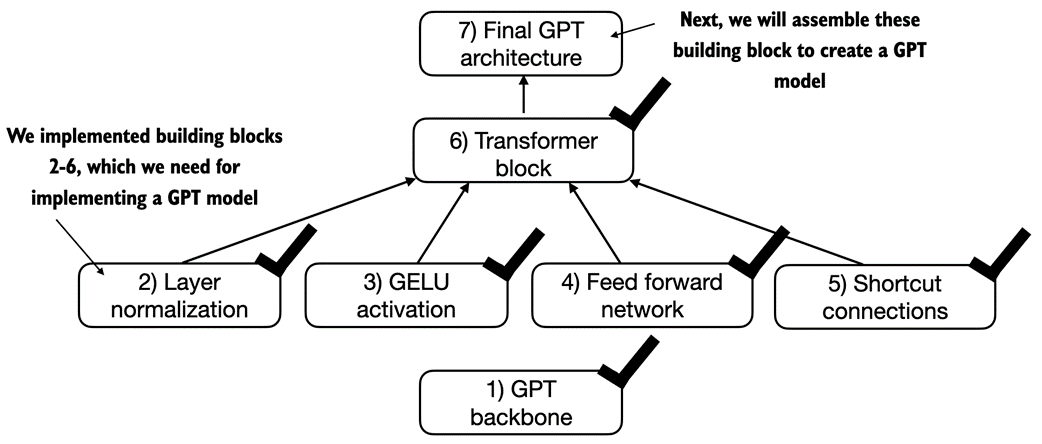 7) Final GPT
architecture
Next, we will assemble these
building block to create a GPT
model
We implemented building blocks
2-6, which we need for
implementing a GPT model
6) Transformer
block
2) Layer
normalization
3) GELU
activation
4) Feed forward
network
5) Shortcut
connections
1) GPT
backbone